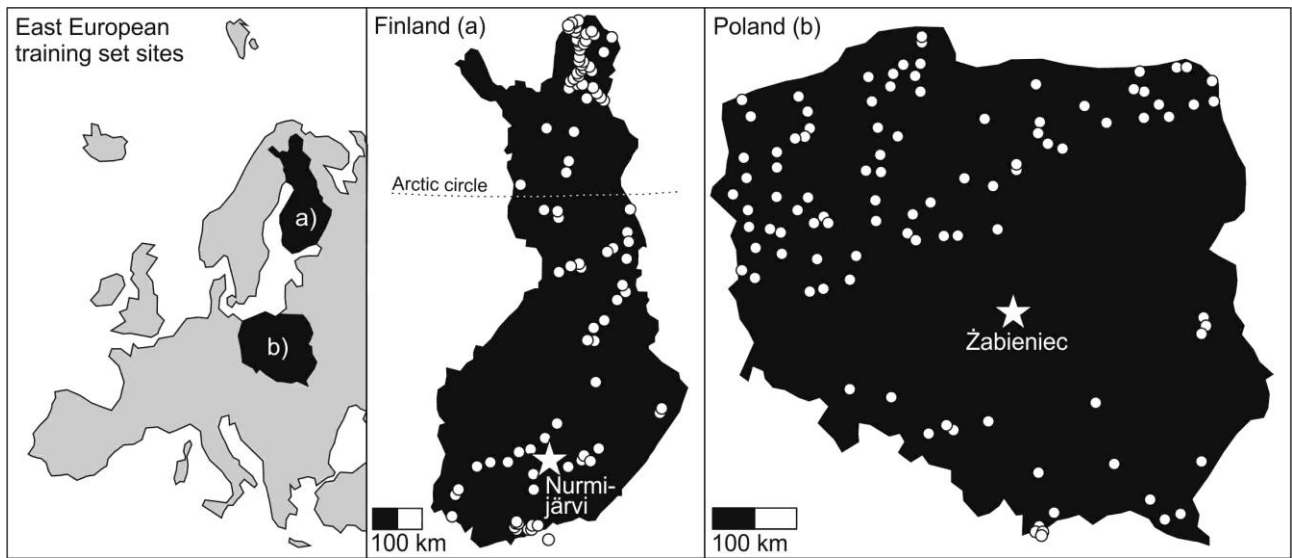 East European
training set sites
a)
b)
Finland (a)
Arctic circle
Nurmi-
järvi
100 km
Poland (b)
Żabieniec
100 km